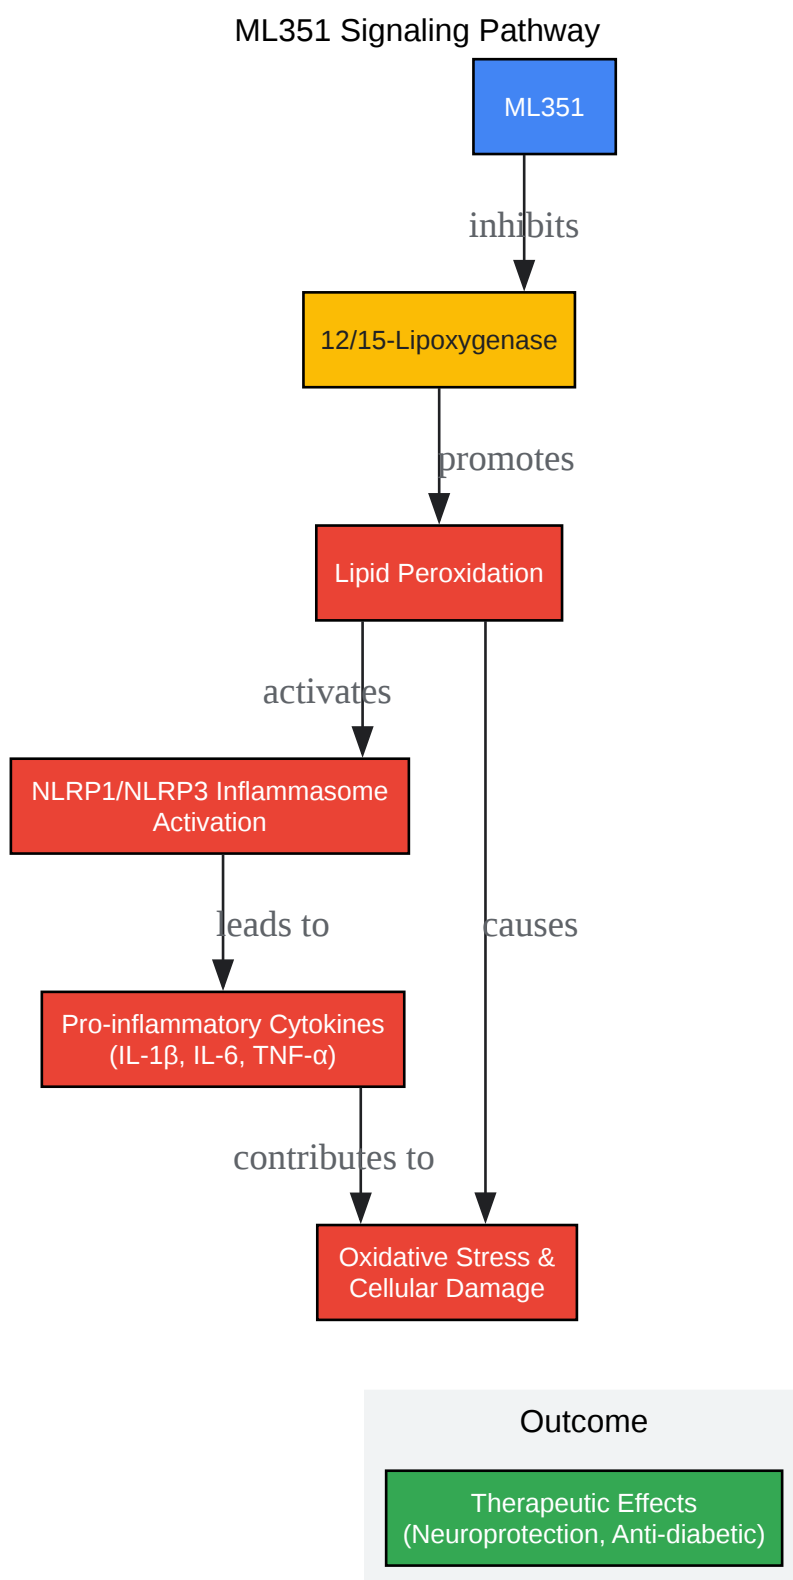 ML351 Signaling Pathway
ML351
inhibits
12/15-Lipoxygenase
promotes
Lipid Peroxidation
activates
NLRP1/NLRP3 Inflammasome
Activation
leads to
causes
Pro-inflammatory Cytokines
(IL-1β, IL-6, TNF-α)
contributes to
Oxidative Stress &
Cellular Damage
Outcome
Therapeutic Effects
(Neuroprotection, Anti-diabetic)